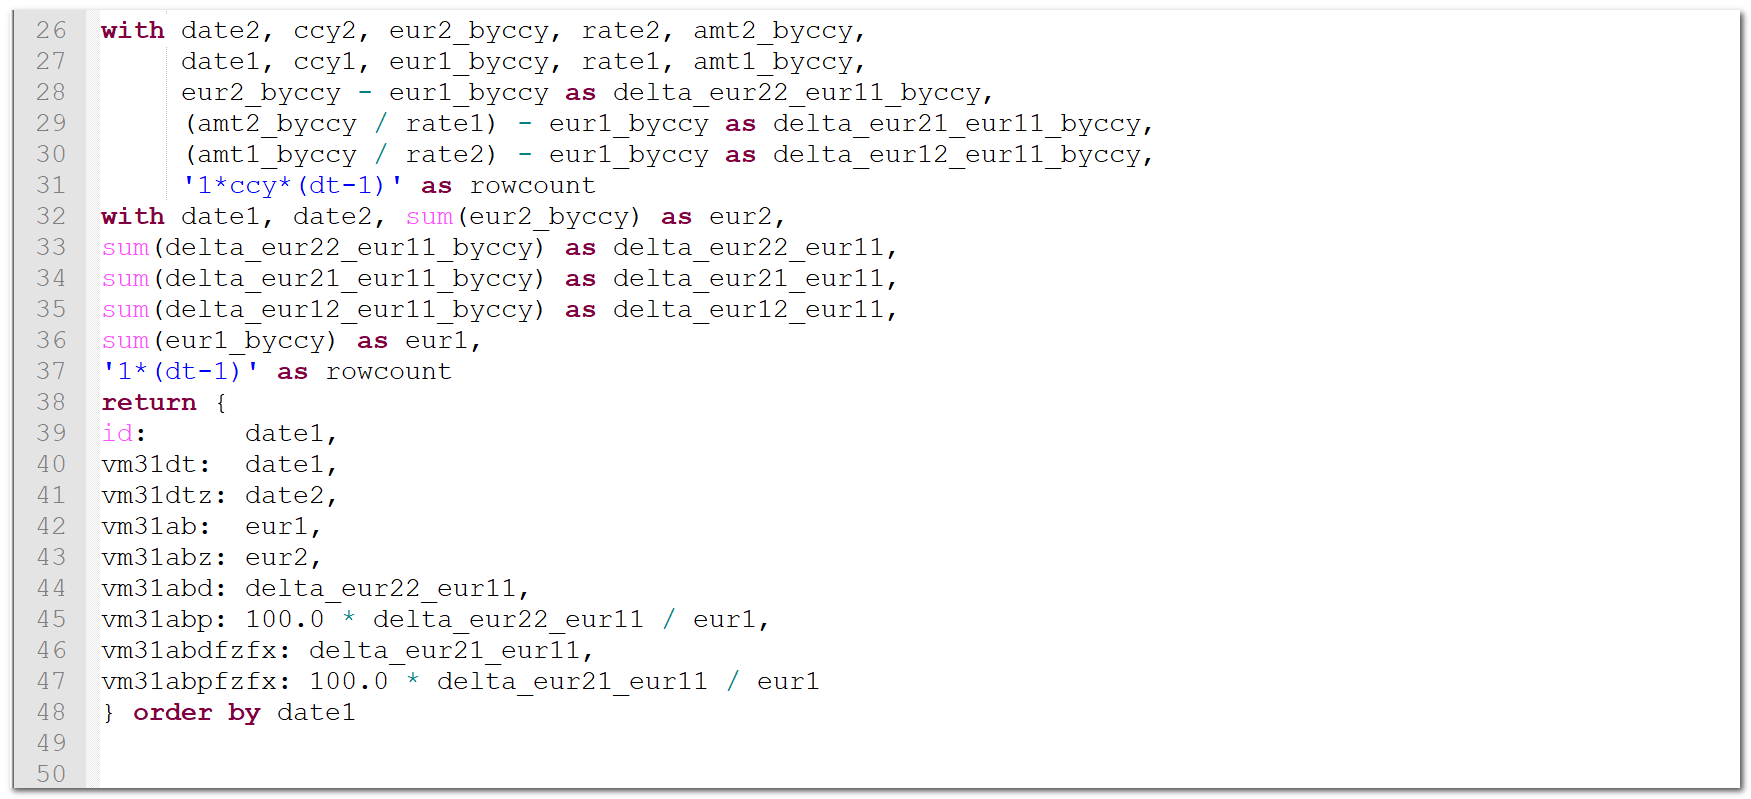 26 with date2, ccy2, eur2_byccy, rate2, amt2_byccy,
27      date1, ccy1, eur1_byccy, rate1, amt1_byccy,
28      eur2_byccy - eur1_byccy as delta_eur22_eur11_byccy,
29      (amt2_byccy / rate1) - eur1_byccy as delta_eur21_eur11_byccy,
30      (amt1_byccy / rate2) - eur1_byccy as delta_eur12_eur11_byccy,
31      '1*ccy*(dt-1)' as rowcount
32 with date1, date2, sum(eur2_byccy) as eur2,
33 sum(delta_eur22_eur11_byccy) as delta_eur22_eur11,
34 sum(delta_eur21_eur11_byccy) as delta_eur21_eur11,
35 sum(delta_eur12_eur11_byccy) as delta_eur12_eur11,
36 sum(eur1_byccy) as eur1,
37 '1*(dt-1)' as rowcount
38 return {
39 id:      date1,
40 vm31dt:  date1,
41 vm31dtz: date2,
42 vm31ab:  eur1,
43 vm31abz: eur2,
44 vm31abd: delta_eur22_eur11,
45 vm31abp: 100.0 * delta_eur22_eur11 / eur1,
46 vm31abdfzfx: delta_eur21_eur11,
47 vm31abpfzfx: 100.0 * delta_eur21_eur11 / eur1
48 } order by date1
49
50